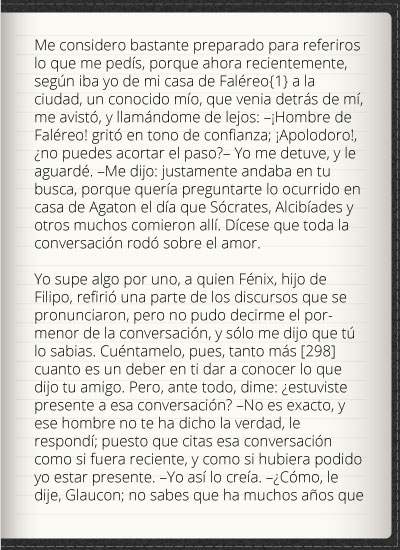 Me considero bastante preparado para referiros
lo que me pedís, porque ahora recientemente,
según iba yo de mi casa de Faléreo{1} a la
ciudad, un conocido mío, que venia detrás de mí,
me avistó, y llamándome de lejos: –¡Hombre de
Faléreo! gritó en tono de confianza; ¡Apolodoro!,
¿no puedes acortar el paso?– Yo me detuve, y le
aguardé. –Me dijo: justamente andaba en tu
busca, porque quería preguntarte lo ocurrido en
casa de Agaton el día que Sócrates, Alcibíades y
otros muchos comieron allí. Dícese que toda la
conversación rodó sobre el amor.

Yo supe algo por uno, a quien Fénix, hijo de
Filipo, refirió una parte de los discursos que se
pronunciaron, pero no pudo decirme el por-
menor de la conversación, y sólo me dijo que tú
lo sabias. Cuéntamelo, pues, tanto más [298]
cuanto es un deber en ti dar a conocer lo que
dijo tu amigo. Pero, ante todo, dime: ¿estuviste
presente a esa conversación? –No es exacto, y
ese hombre no te ha dicho la verdad, le
respondí; puesto que citas esa conversación
como si fuera reciente, y como si hubiera podido
yo estar presente. –Yo así lo creía. –¿Cómo, le
dije, Glaucon; no sabes que ha muchos años que